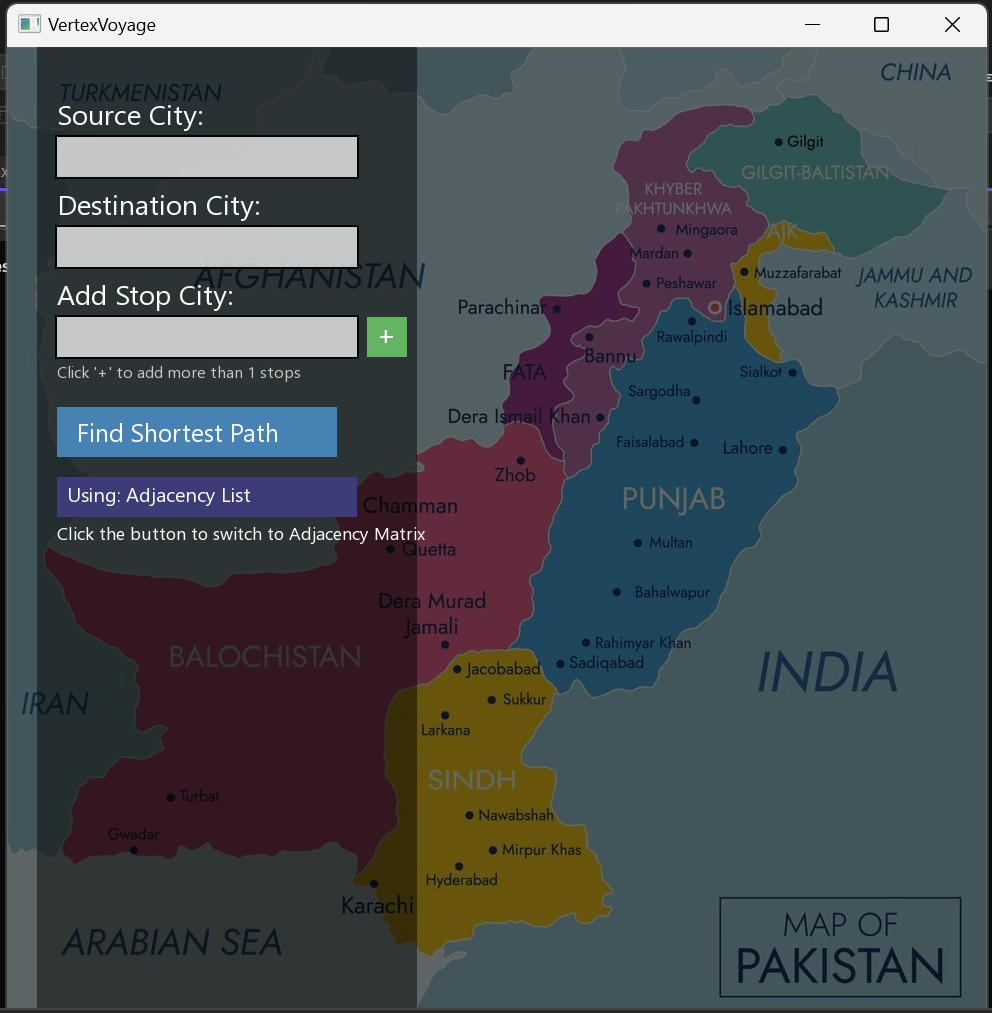 VertexVoyage
TURKMENISTAN
CHINA
Source City:
Destination City:
AFGHANISTAN
Add Stop City:
+
Click '+' to add more than 1 stops
Find Shortest Path
Using: Adjacency List
Click the button to switch to Adjacency Matrix
Gilgit
GILGIT-BALTISTAN
KHYBER
PAKHTUNKHWA
Mingaora
AJK
Mardan
Muzzafarabat
JAMMU AND
KASHMIR
Peshawar
Parachinar
Islamabad
Rawalpindi
Bannu
FATA
Sialkot
Sargodha
Dera Ismail Khan
Faisalabad
Lahore
Zhob
PUNJAB
Chamman
Quetta
Multan
Dera Murad
Jamali
Bahalwapur
Rahimyar Khan
Sadiqabad
BALOCHISTAN
Jacobabad
INDIA
IRAN
Sukkur
Larkana
SINDH
Turbat
Nawabshah
Gwadar
Mirpur Khas
Hyderabad
Karachi
ARABIAN SEA
MAP OF
PAKISTAN